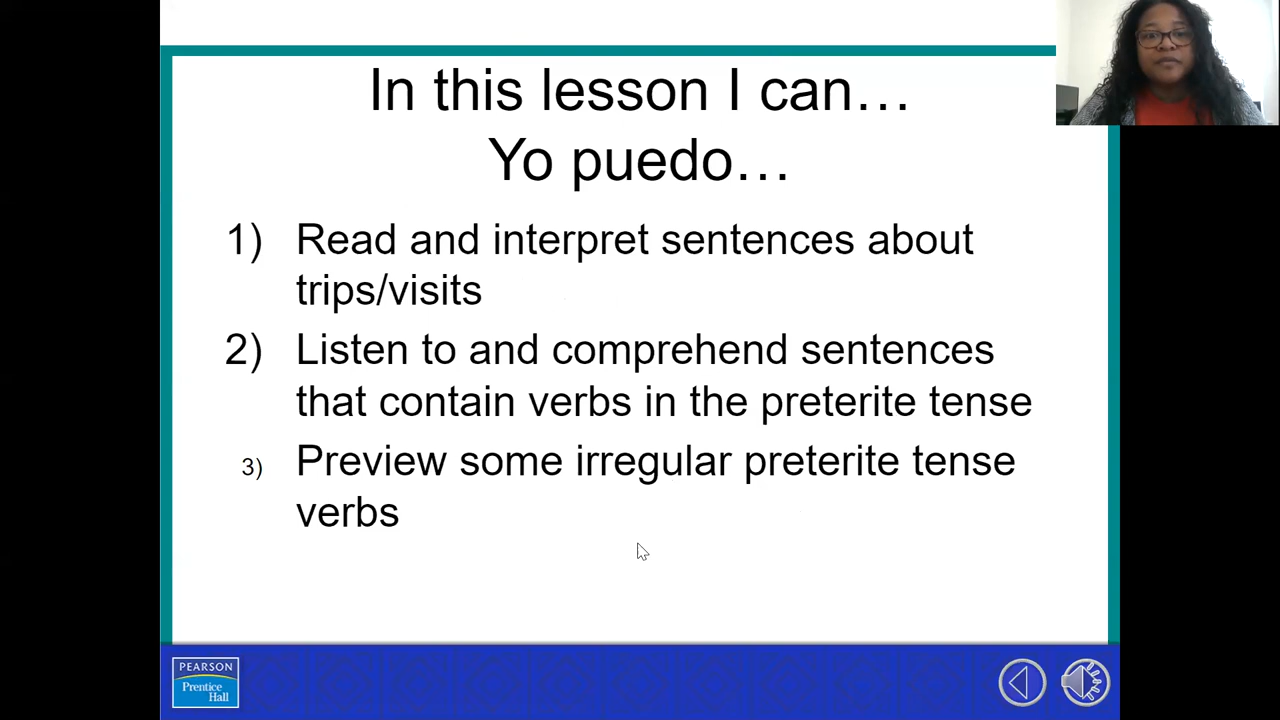 In this lesson I can…
Yo puedo…
1) Read and interpret sentences about
trips/visits
2) Listen to and comprehend sentences
that contain verbs in the preterite tense
3) Preview some irregular preterite tense
verbs
PEARSON
Prentice
Hall